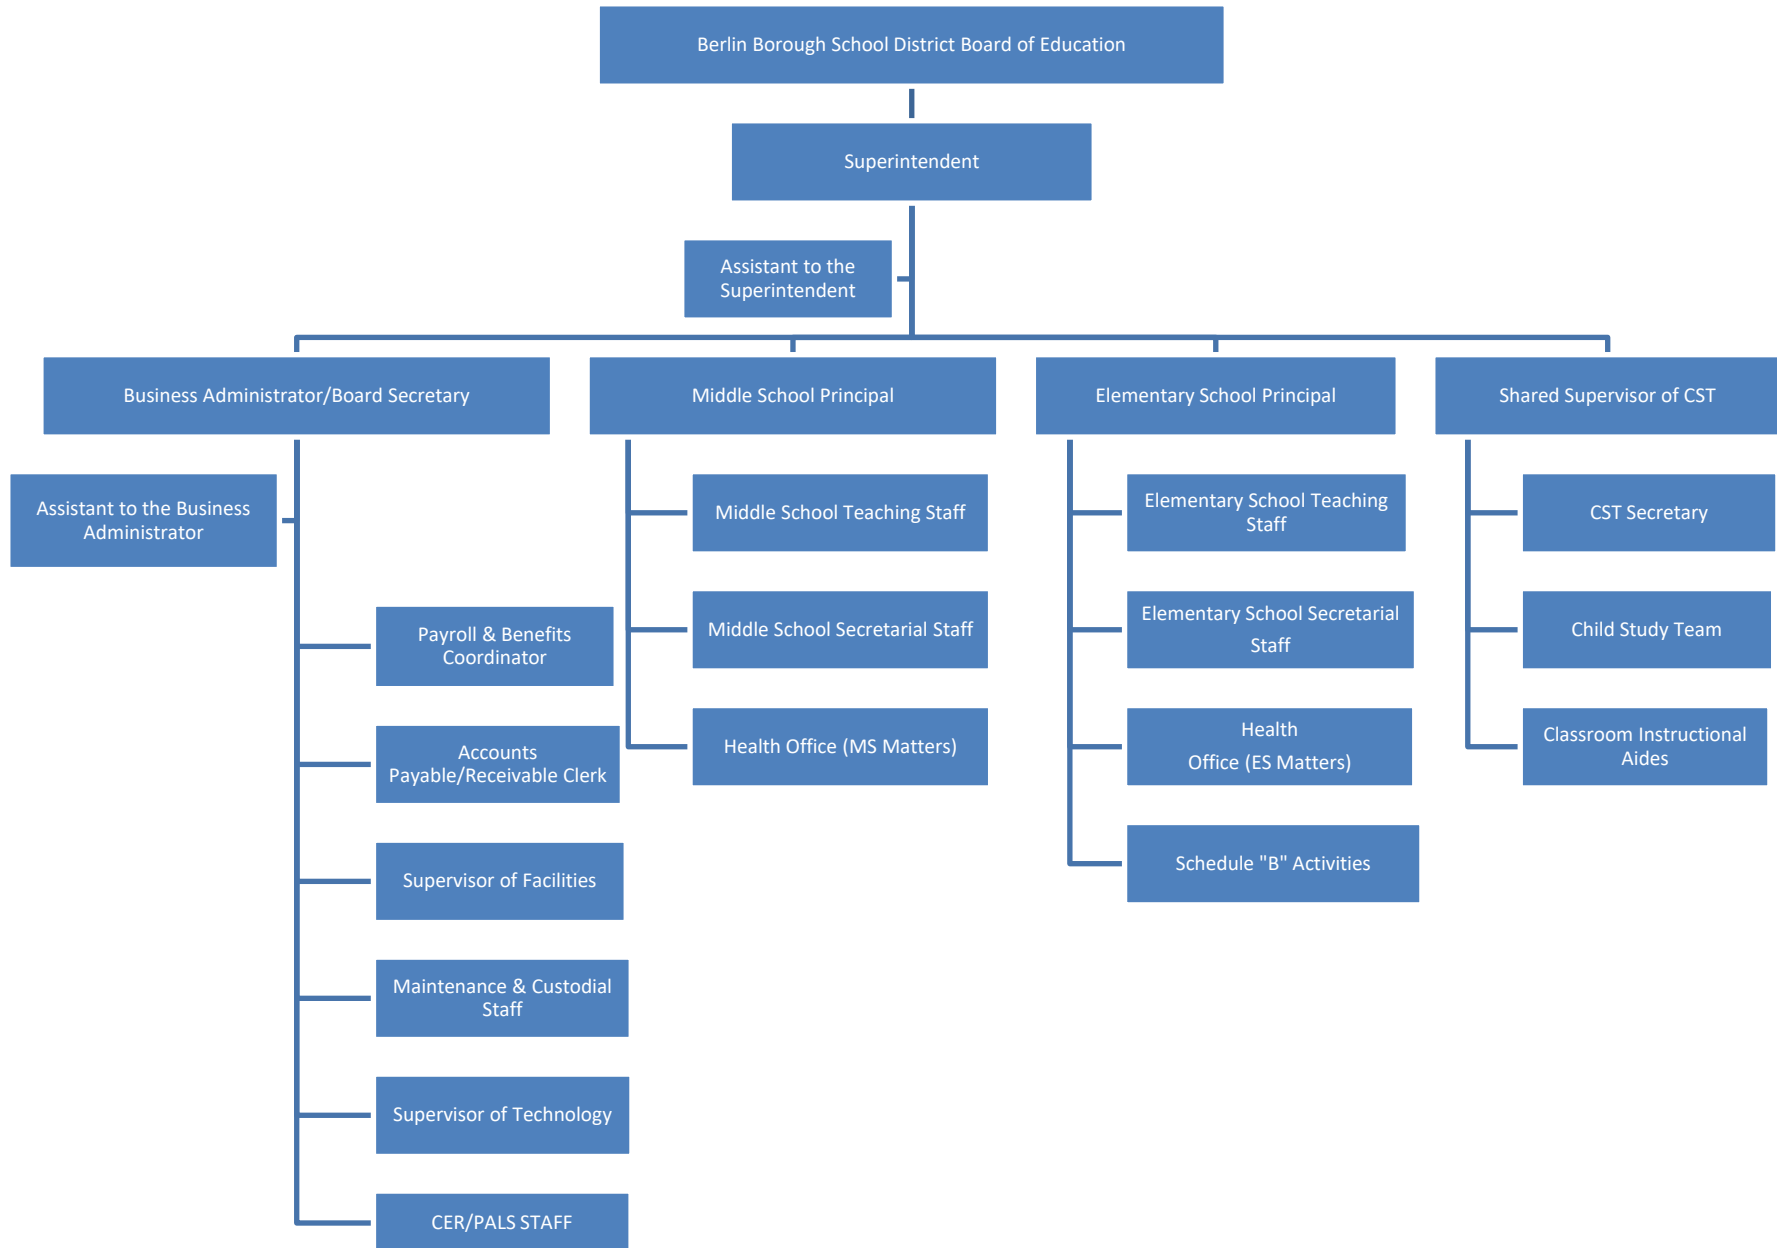 Berlin Borough School District Board of Education
Superintendent
Assistant to the
Superintendent
Business Administrator/Board Secretary
Middle School Principal
Elementary School Principal
Shared Supervisor of CST
Assistant to the Business
Administrator
Middle School Teaching Staff
Elementary School Teaching
Staff
CST Secretary
Payroll & Benefits
Coordinator
Middle School Secretarial Staff
Elementary School Secretarial
Staff
Child Study Team
Accounts
Payable/Receivable Clerk
Health Office (MS Matters)
Health
Office (ES Matters)
Classroom Instructional
Aides
Supervisor of Facilities
Schedule "B" Activities
Maintenance & Custodial
Staff
Supervisor of Technology
CER/PALS STAFF